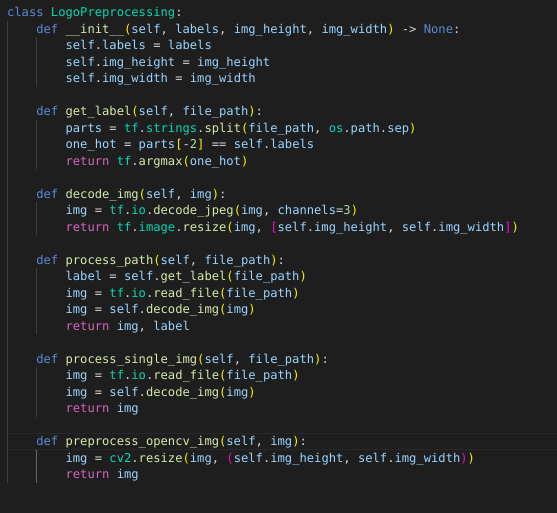 class LogoPreprocessing:
    def __init__(self, labels, img_height, img_width) -> None:
        self.labels = labels
        self.img_height = img_height
        self.img_width = img_width

    def get_label(self, file_path):
        parts = tf.strings.split(file_path, os.path.sep)
        one_hot = parts[-2] == self.labels
        return tf.argmax(one_hot)

    def decode_img(self, img):
        img = tf.io.decode_jpeg(img, channels=3)
        return tf.image.resize(img, [self.img_height, self.img_width])

    def process_path(self, file_path):
        label = self.get_label(file_path)
        img = tf.io.read_file(file_path)
        img = self.decode_img(img)
        return img, label

    def process_single_img(self, file_path):
        img = tf.io.read_file(file_path)
        img = self.decode_img(img)
        return img

    def preprocess_opencv_img(self, img):
        img = cv2.resize(img, (self.img_height, self.img_width))
        return img